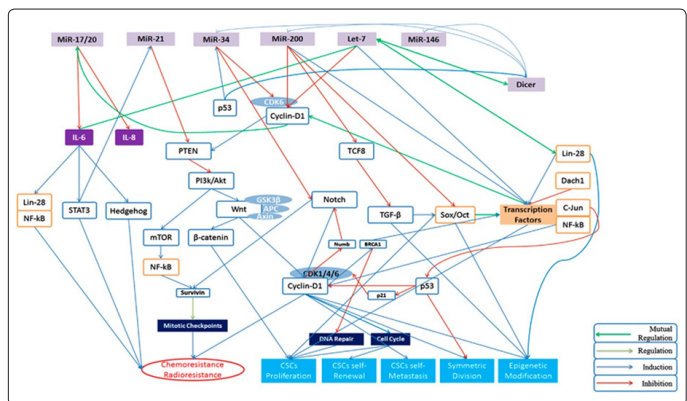 MiR-17/20 MiR-21 MiR-34 MiR-200 Let-7 MiR-146
Dicer
p53
CDK6
Cyclin-D1
IL-6 IL-8
PTEN
TCF8
Lin-28
PI3k/Akt
Dach1
Lin-28
NF-kB
STAT3
Hedgehog
Wnt
GSK3β
APC
Axin
Notch
TGF-β
Sox/Oct
Transcription
Factors
C-Jun
NF-kB
mTOR
β-catenin
Numb
BRCA1
NF-kB
CDK1/4/6
Cyclin-D1
p21
p53
Survivin
Mitotic Checkpoints
DNA Repair
Cell Cycle
Chemoresistance
Radioresistance
CSCs
Proliferation
CSCs self-
Renewal
CSCs self-
Metastasis
Symmetric
Division
Epigenetic
Modification
Mutual
Regulation
Regulation
Induction
Inhibition